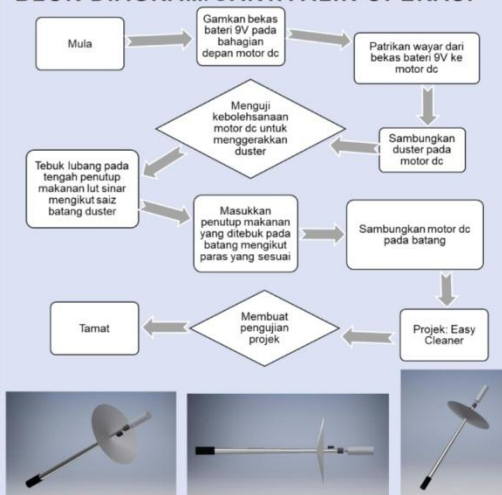 Mula
Gamkan bekas
bateri 9V pada
bahagian
depan motor dc
Patrikan wayar dari
bekas bateri 9V ke
motor dc
Sambungkan
duster pada
motor dc
Menguji
kebolehsanaan
motor dc untuk
menggerakkan
duster
Tebuk lubang pada
tengah penutup
makanan lut sinar
mengikut saiz
batang duster
Masukkan
penutup makanan
yang ditebuk pada
batang mengikut
paras yang sesuai
Sambungkan motor dc
pada batang
Projek: Easy
Cleaner
Membuat
pengujian
projek
Tamat